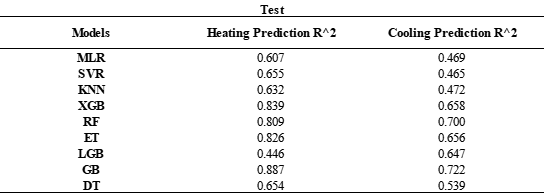 Test
Models Heating Prediction R^2 Cooling Prediction R^2
MLR 0.607 0.469
SVR 0.655 0.465
KNN 0.632 0.472
XGB 0.839 0.658
RF 0.809 0.700
ET 0.826 0.656
LGB 0.446 0.647
GB 0.887 0.722
DT 0.654 0.539